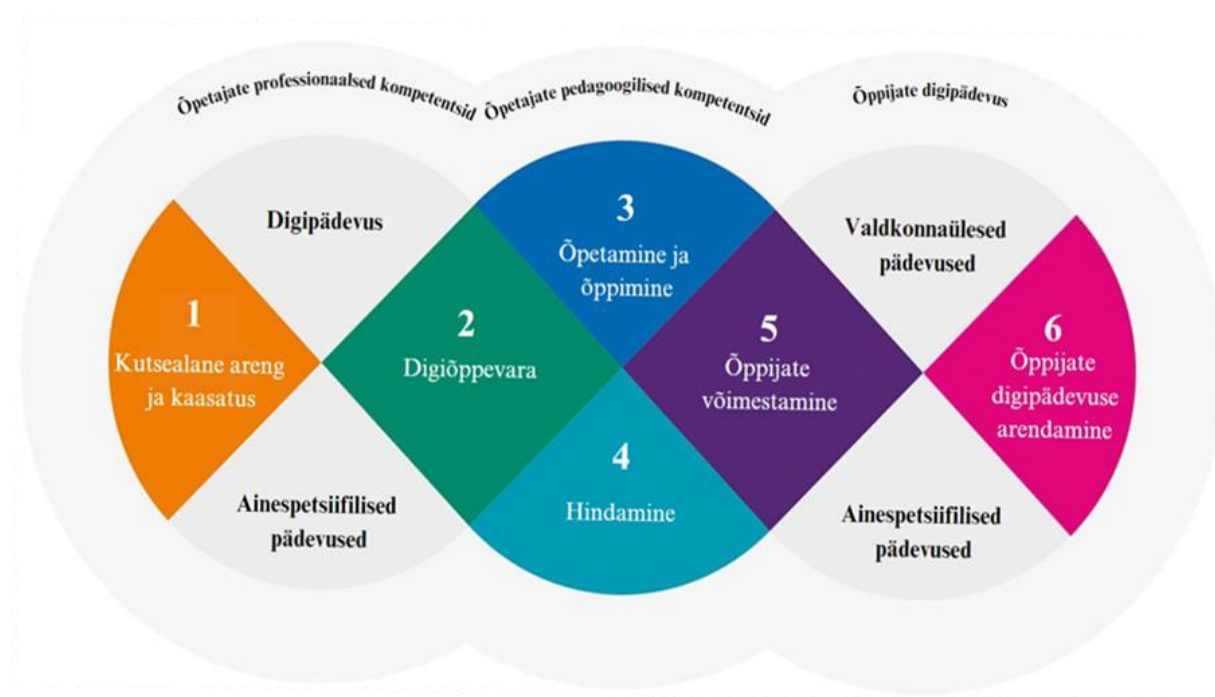 Õpetajate professionaalsed kompetentsid
Õpetajate pedagoogilised kompetentsid
Õppijate digipädevus
Digipädevus
1
Kutsealane areng
ja kaasatus
Ainespetsiifilised
pädevused
2
Digiõppevara
3
Õpetamine ja
õppimine
4
Hindamine
5
Õppijate
võimestamine
Valdkonnaülesed
pädevused
6
Õppijate
digipädevuse
arendamine
Ainespetsiifilised
pädevused